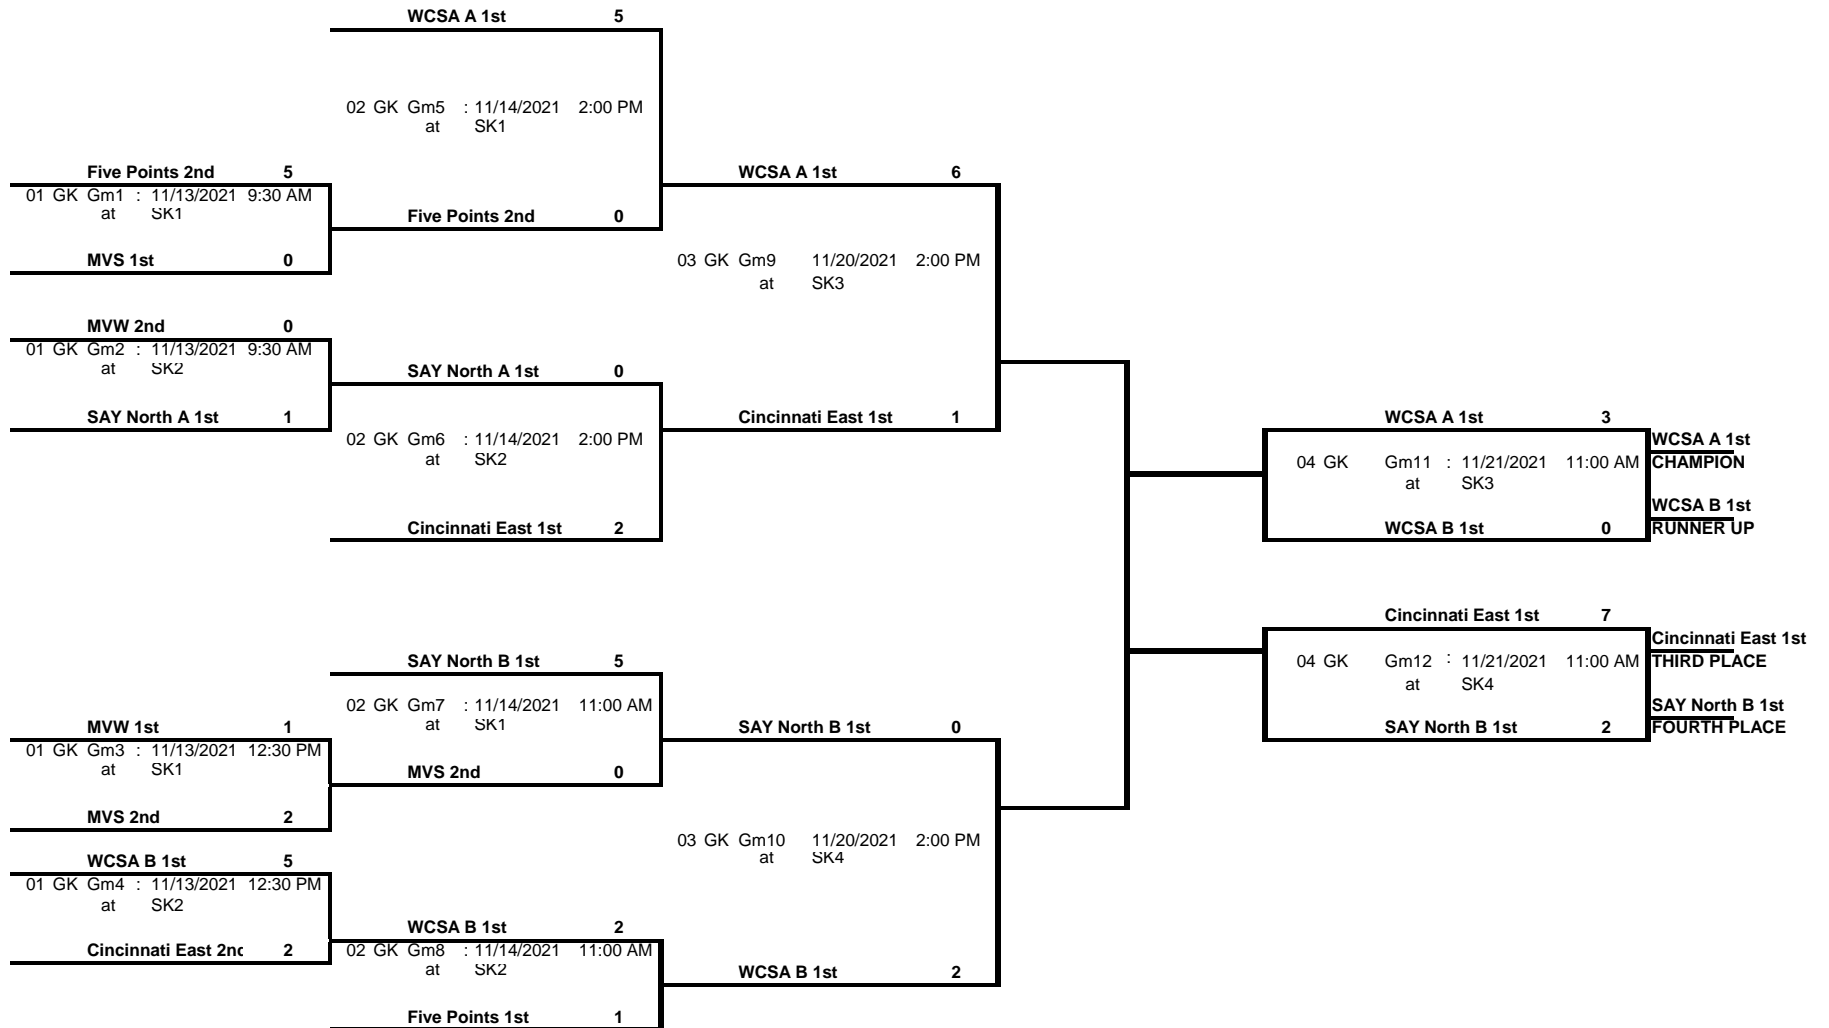 WCSA A 1st 5
02 GK Gm5 : 11/14/2021 2:00 PM
at SK1
Five Points 2nd 5
WCSA A 1st 6
01 GK Gm1 : 11/13/2021 9:30 AM
at SK1
Five Points 2nd 0
MVS 1st 0
03 GK Gm9 11/20/2021 2:00 PM
at SK3
MVW 2nd 0
01 GK Gm2 : 11/13/2021 9:30 AM
at SK2
SAY North A 1st 0
SAY North A 1st 1
Cincinnati East 1st 1
WCSA A 1st 3
02 GK Gm6 : 11/14/2021 2:00 PM
at SK2
WCSA A 1st
04 GK Gm11 : 11/21/2021 11:00 AM
CHAMPION
at SK3
WCSA B 1st
Cincinnati East 1st 2
WCSA B 1st 0
RUNNER UP
Cincinnati East 1st 7
Cincinnati East 1st
SAY North B 1st 5
04 GK Gm12 : 11/21/2021 11:00 AM
THIRD PLACE
at SK4
02 GK Gm7 : 11/14/2021 11:00 AM
at SK1
SAY North B 1st
MVW 1st 1
SAY North B 1st 0
SAY North B 1st 2
FOURTH PLACE
01 GK Gm3 : 11/13/2021 12:30 PM
at SK1
MVS 2nd 0
MVS 2nd 2
03 GK Gm10 11/20/2021 2:00 PM
at SK4
WCSA B 1st 5
01 GK Gm4 : 11/13/2021 12:30 PM
at SK2
WCSA B 1st 2
Cincinnati East 2nd 2
02 GK Gm8 : 11/14/2021 11:00 AM
at SK2
WCSA B 1st 2
Five Points 1st 1